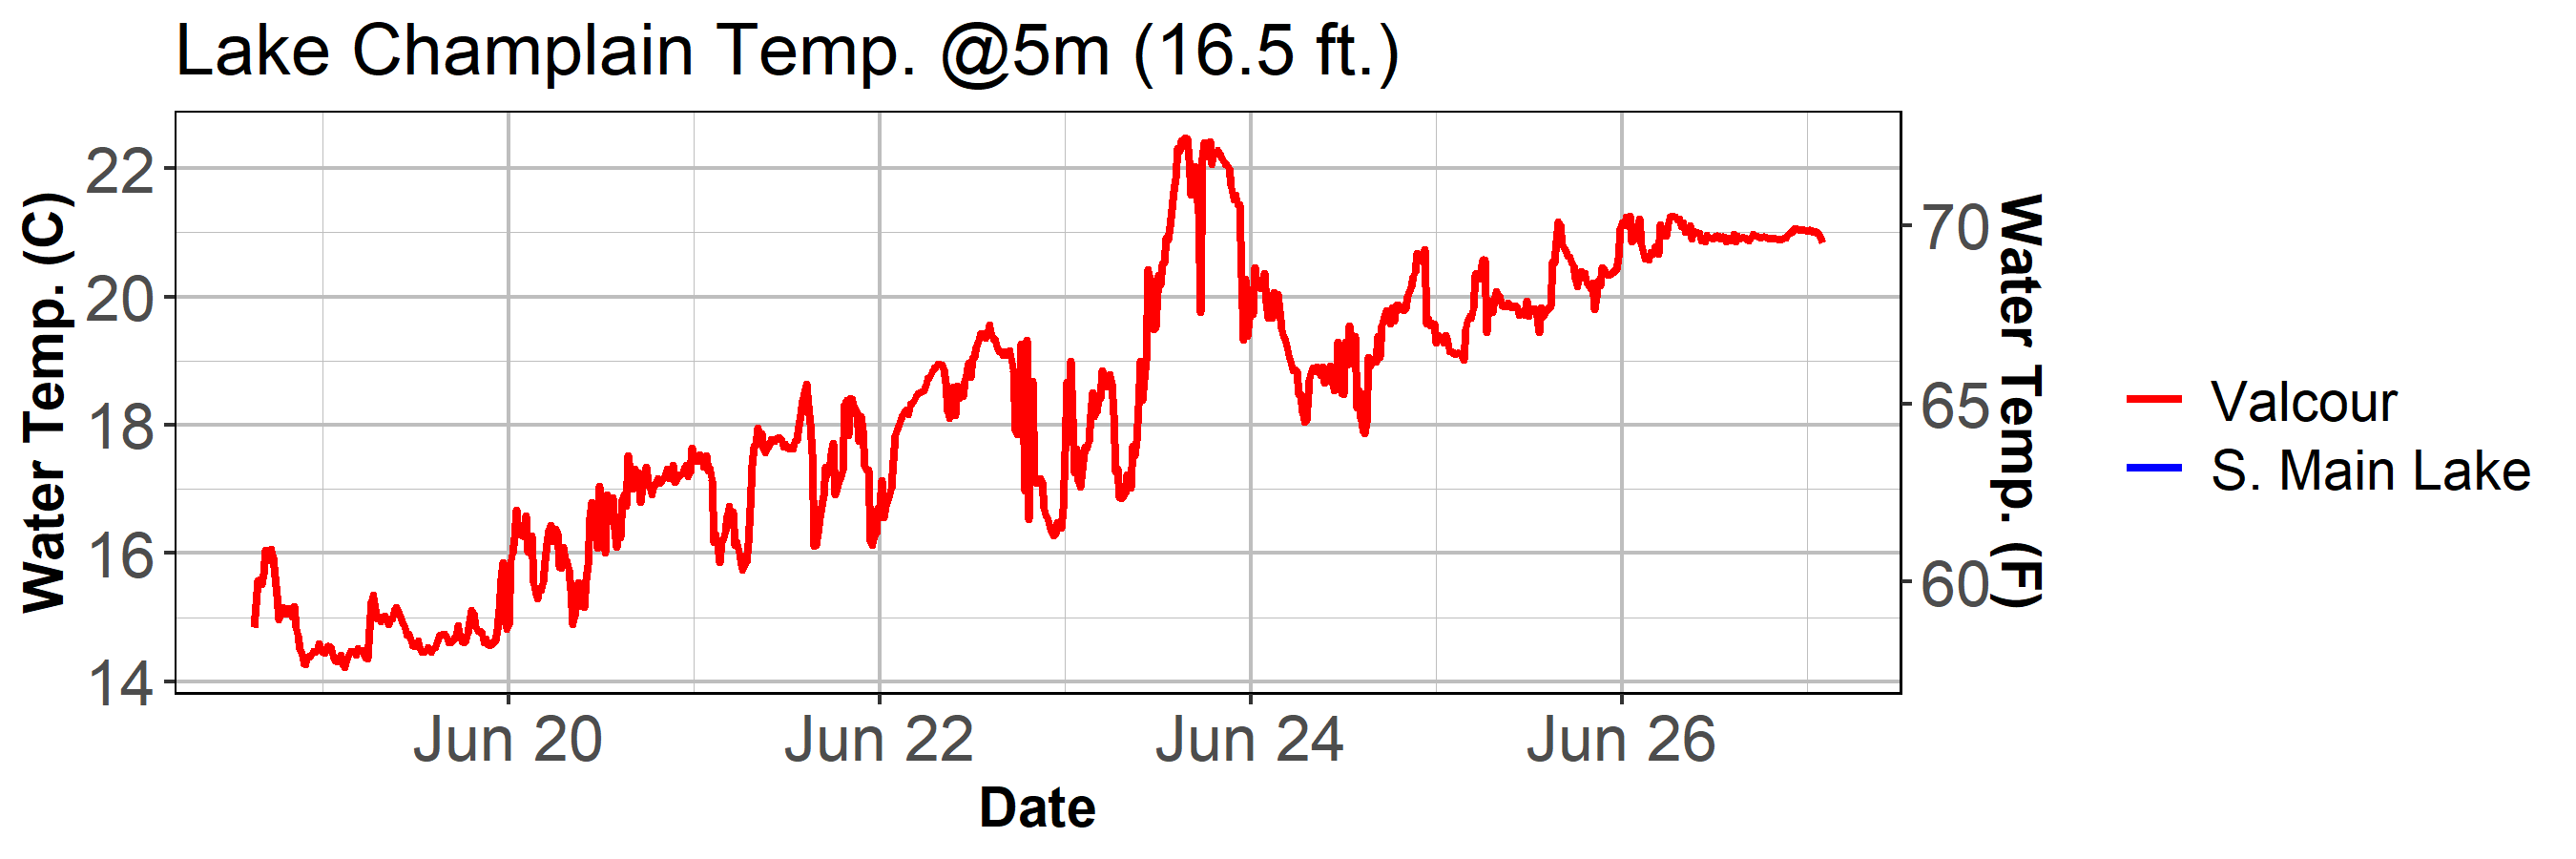 Lake Champlain Temp. @5m (16.5 ft.)
Water Temp. (C)
22
20
18
16
14
70
65
60
Water Temp. (F)
Jun 20
Jun 22
Jun 24
Jun 26
Date
Valcour
S. Main Lake